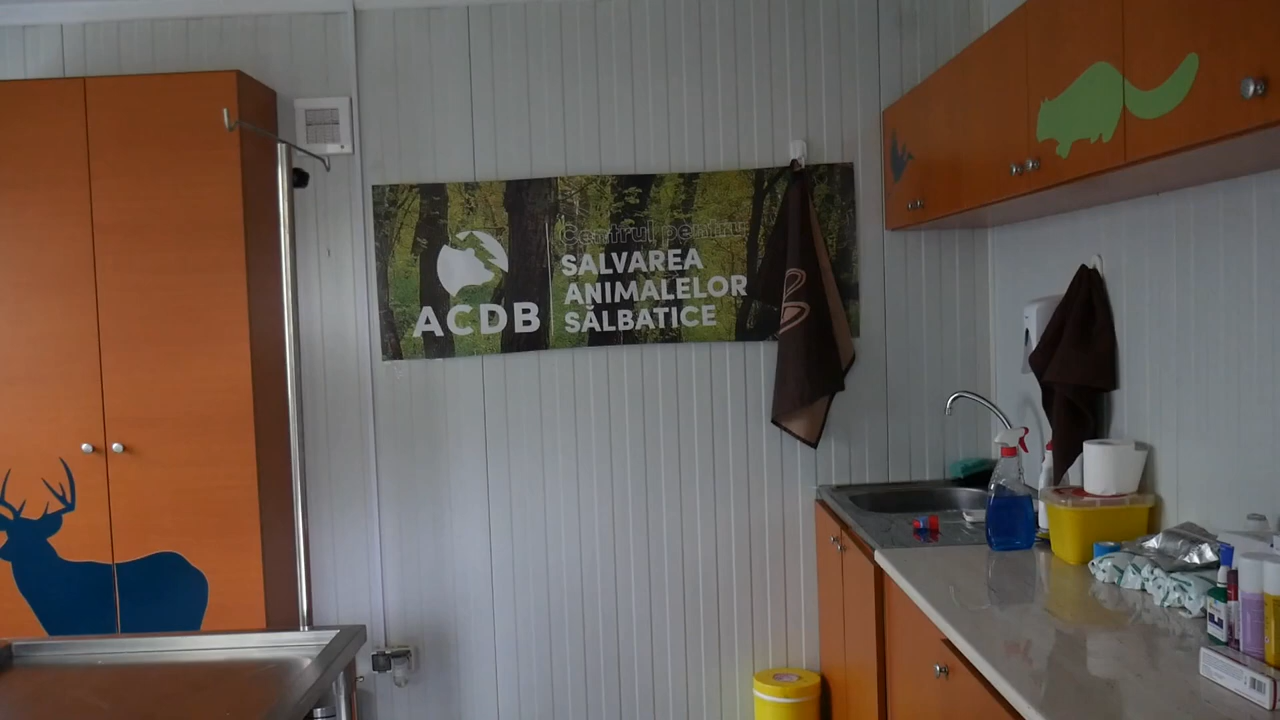 Centrul pentru
SALVAREA
ANIMALELOR
SĂLBATICE
ACDB